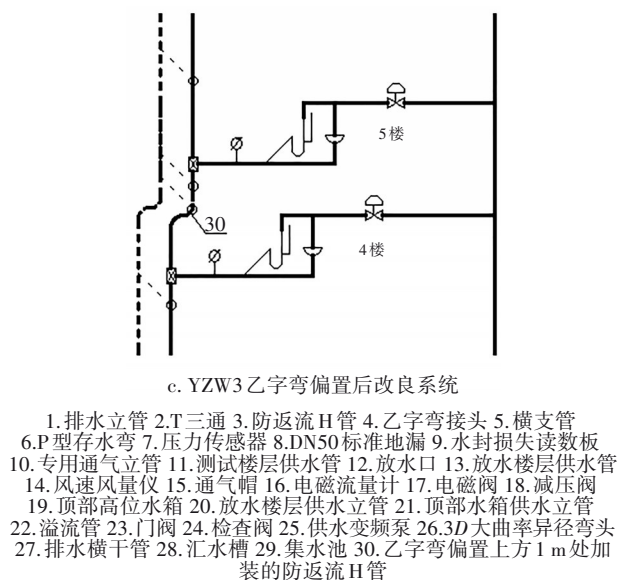 5楼
30
4楼
c. YZW3乙字弯偏置后改良系统
1.排水立管 2.T三通 3.防返流H管 4.乙字弯接头 5.横支管
6.P型存水弯 7.压力传感器 8.DN50标准地漏 9.水封损失读数板
10.专用通气立管 11.测试楼层供水管 12.放水口 13.放水楼层供水管
14.风速风量仪 15.通气帽 16.电磁流量计 17.电磁阀 18.减压阀
19.顶部高位水箱 20.放水楼层供水立管 21.顶部水箱供水立管
22.溢流管 23.门阀 24.检查阀 25.供水变频泵 26.3D大曲率异径弯头
27.排水横干管 28.汇水槽 29.集水池 30.乙字弯偏置上方1 m处加
装的防返流H管